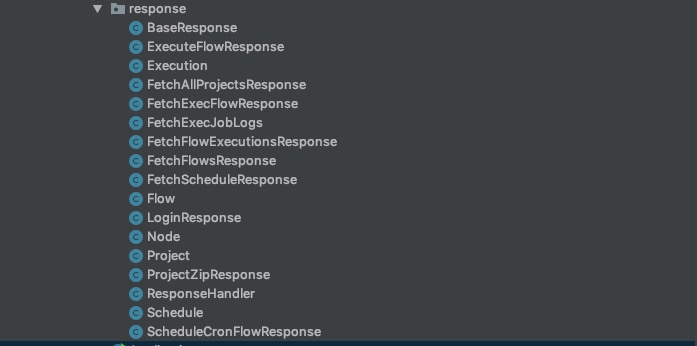 response
BaseResponse
ExecuteFlowResponse
Execution
FetchAllProjectsResponse
FetchExecFlowResponse
FetchExecJobLogs
FetchFlowExecutionsResponse
FetchFlowsResponse
FetchScheduleResponse
Flow
LoginResponse
Node
Project
ProjectZipResponse
ResponseHandler
Schedule
ScheduleCronFlowResponse